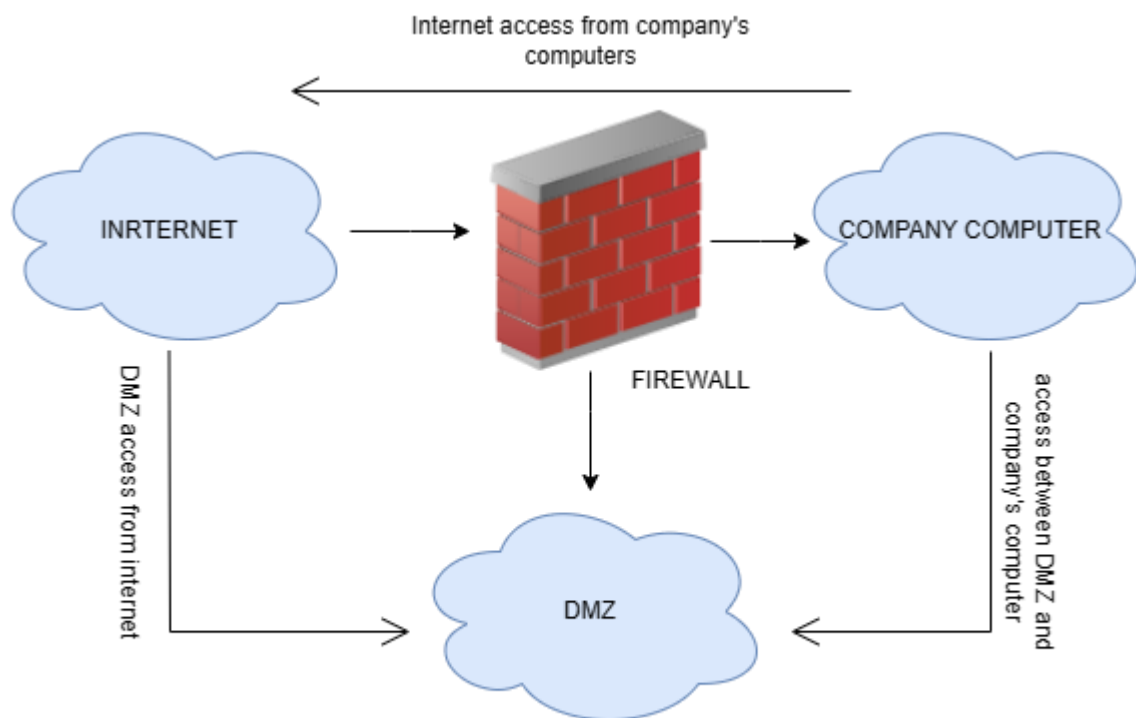 Internet access from company's
computers
INRTERNET
COMPANY COMPUTER
FIREWALL
DMZ access from internet
access between DMZ and
company's computer
DMZ